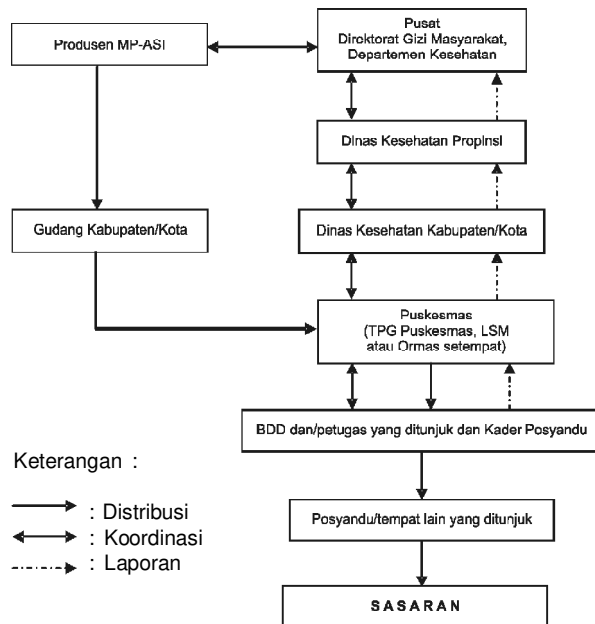 Produsen MP-ASI
Pusat
Direktorat Gizi Masyarakat,
Departemen Kesehatan
Dinas Kesehatan Propinsi
Gudang Kabupaten/Kota
Dinas Kesehatan Kabupaten/Kota
Puskesmas
(TPG Puskesmas, LSM
atau Ormas setempat)
BDD dan/petugas yang ditunjuk dan Kader Posyandu
Posyandu/tempat lain yang ditunjuk
SASARAN
Keterangan :
: Distribusi
: Koordinasi
: Laporan